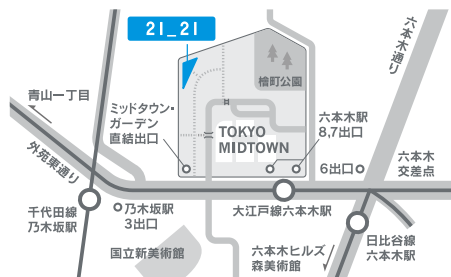 21_21
六本木通り
檜町公園
青山一丁目
ミッドタウン・
ガーデン
直結出口
六本木駅
8,7出口
TOKYO
MIDTOWN
外苑東通り
6出口
六本木
交差点
千代田線
乃木坂駅
乃木坂駅
3出口
大江戸線六本木駅
国立新美術館
六本木ヒルズ
森美術館
日比谷線
六本木駅